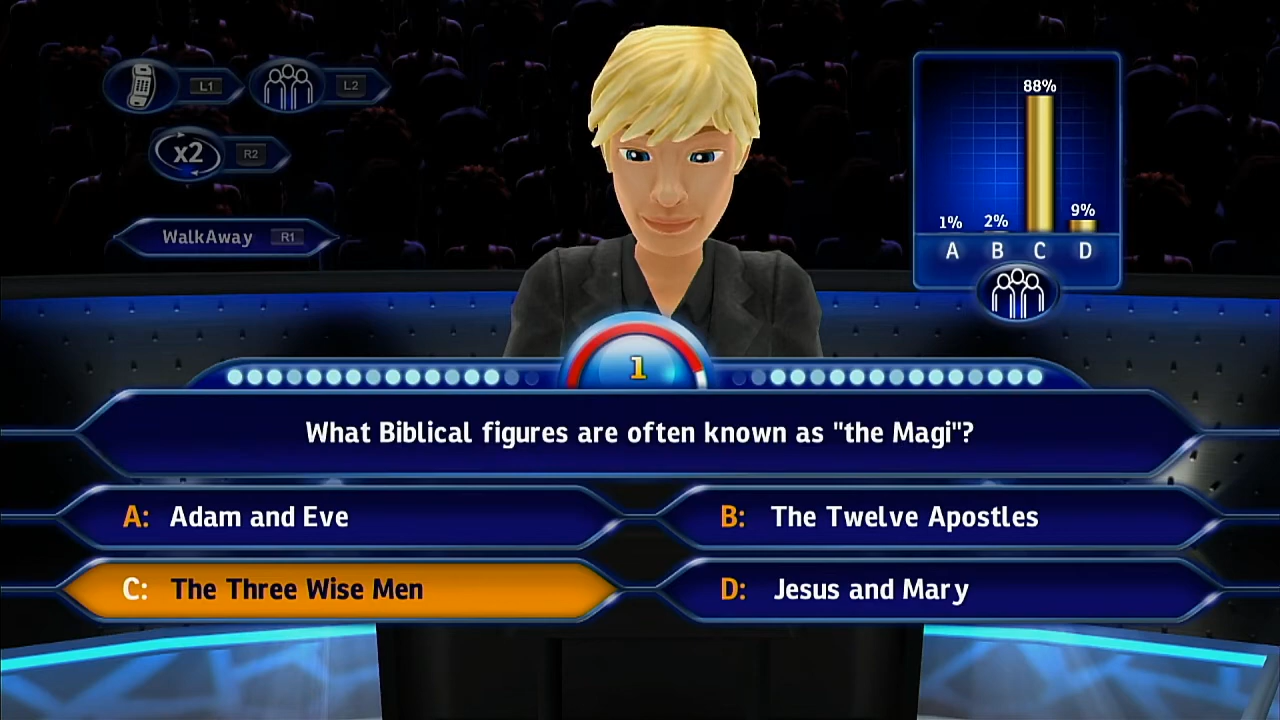 L1
L2
x2
R2
WalkAway R1
88%
1% 2% 9%
A B C D
1
What Biblical figures are often known as "the Magi"?
A: Adam and Eve
B: The Twelve Apostles
C: The Three Wise Men
D: Jesus and Mary